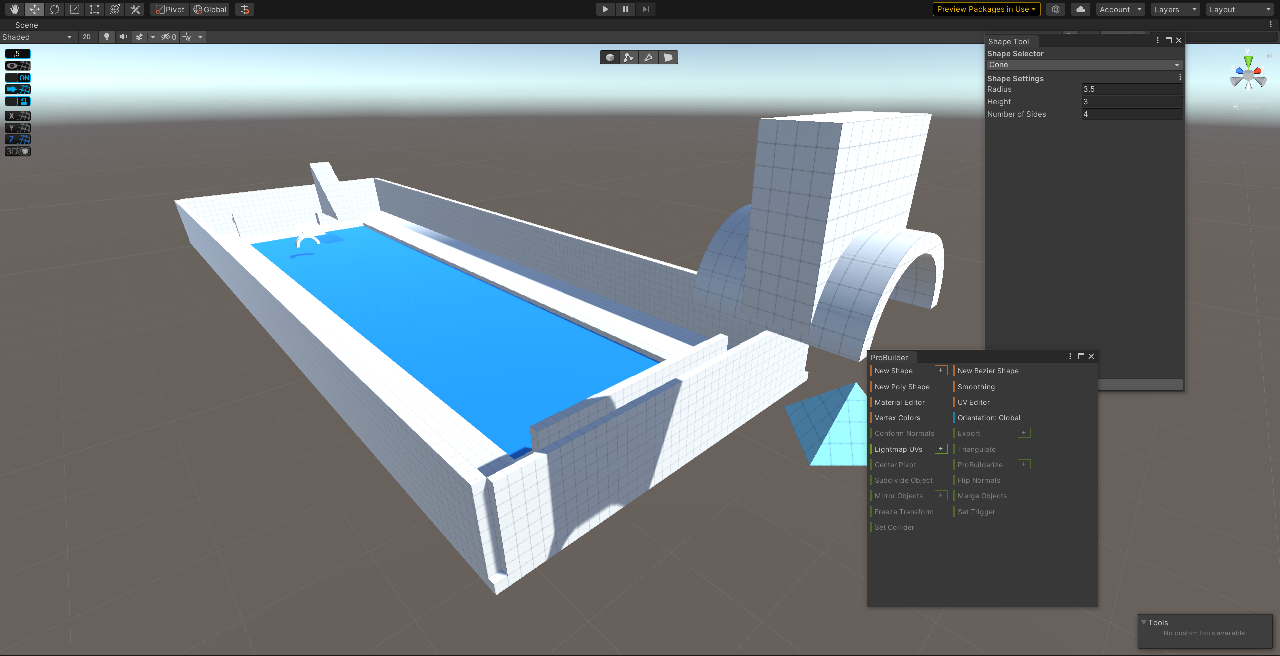 Pivot Global
Preview Packages in Use
Account
Layers
Layout
Scene
Shaded
2D
0
.5
ON
X
Y
Z
Shape Tool
Shape Selector
Cone
Shape Settings
Radius 3.5
Height 3
Number of Sides 4
ProBuilder
New Shape + New Bezier Shape
New Poly Shape Smoothing
Material Editor UV Editor
Vertex Colors Orientation: Global
Conform Normals Export +
Lightmap UVs + Triangulate
Center Pivot ProBuilderize +
Subdivide Object Flip Normals
Mirror Objects + Merge Objects
Freeze Transform Set Trigger
Set Collider
Tools
No custom tools available